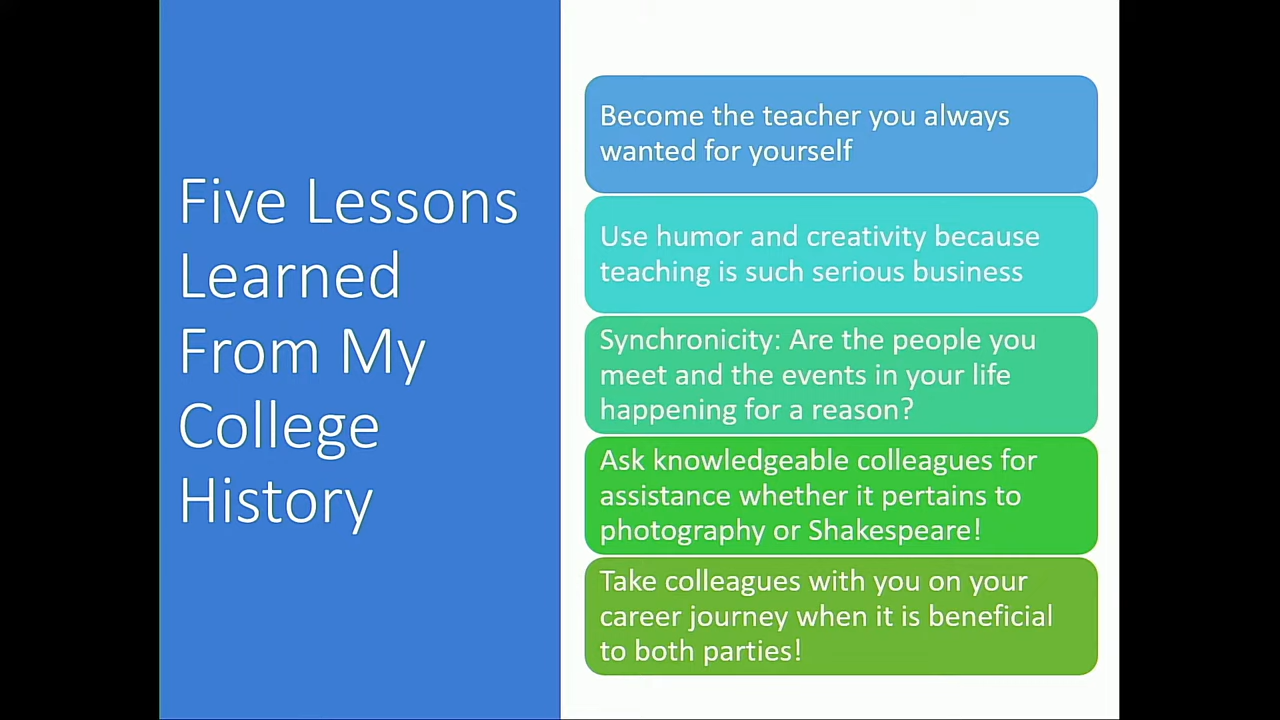 Five Lessons
Learned
From My
College
History
Become the teacher you always
wanted for yourself
Use humor and creativity because
teaching is such serious business
Synchronicity: Are the people you
meet and the events in your life
happening for a reason?
Ask knowledgeable colleagues for
assistance whether it pertains to
photography or Shakespeare!
Take colleagues with you on your
career journey when it is beneficial
to both parties!